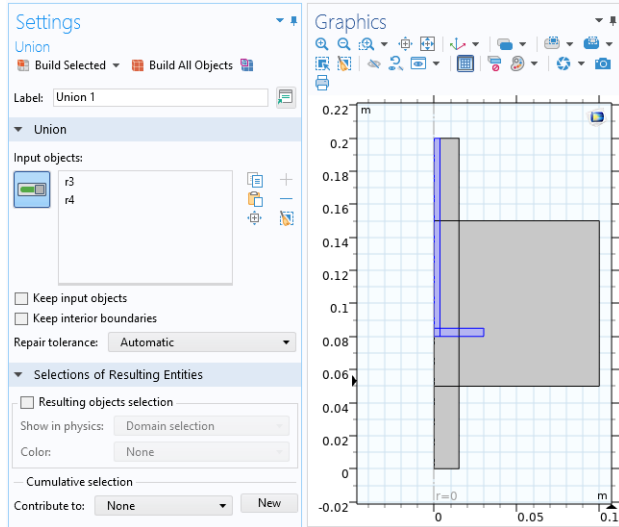 Settings
Union
Build Selected
Build All Objects
Label:
Union 1
Union
Input objects:
r3
r4
Keep input objects
Keep interior boundaries
Repair tolerance:
Automatic
Selections of Resulting Entities
Resulting objects selection
Show in physics:
Domain selection
Color:
None
Cumulative selection
Contribute to:
None
New
Graphics
m
0.22
0.2
0.18
0.16
0.14
0.12
0.1
0.08
0.06
0.04
0.02
0
-0.02
r=0
m
0
0.05
0.1